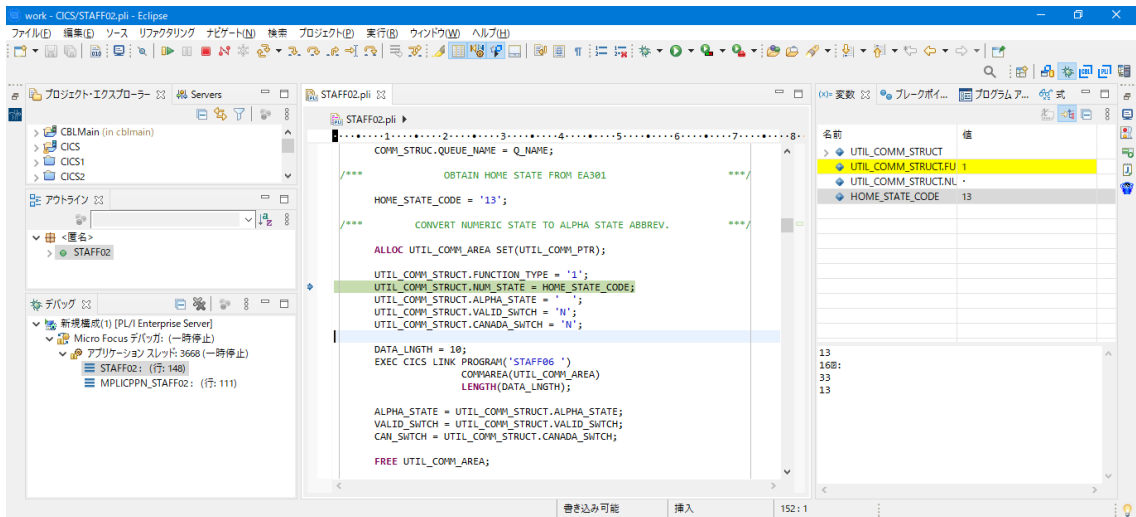 work - CICS/STAFF02.pli - Eclipse
ファイル(F) 編集(E) ソース リファクタリング ナビゲート(N) 検索 プロジェクト(P) 実行(R) ウィンドウ(W) ヘルプ(H)
プロジェクト・エクスプローラー Servers
CBLMain (in cblmain)
CICS
CICS1
CICS2
アウトライン
<匿名>
STAFF02
デバッグ
新規構成(1) [PL/I Enterprise Server]
Micro Focus デバッガ: (一時停止)
アプリケーション スレッド: 3668 (一時停止)
STAFF02: (行: 148)
MPLICPPN_STAFF02: (行: 111)
STAFF02.pli
STAFF02.pli
COMM_STRUC.QUEUE_NAME = Q_NAME;
/*** OBTAIN HOME STATE FROM EA301 ***/
HOME_STATE_CODE = '13';
/*** CONVERT NUMERIC STATE TO ALPHA STATE ABBREV. ***/
ALLOC UTIL_COMM_AREA SET(UTIL_COMM_PTR);
UTIL_COMM_STRUCT.FUNCTION_TYPE = '1';
UTIL_COMM_STRUCT.NUM_STATE = HOME_STATE_CODE;
UTIL_COMM_STRUCT.ALPHA_STATE = '  ';
UTIL_COMM_STRUCT.VALID_SWTCH = 'N';
UTIL_COMM_STRUCT.CANADA_SWTCH = 'N';
DATA_LNGTH = 10;
EXEC CICS LINK PROGRAM('STAFF06 ')
COMMAREA(UTIL_COMM_AREA)
LENGTH(DATA_LNGTH);
ALPHA_STATE = UTIL_COMM_STRUCT.ALPHA_STATE;
VALID_SWTCH = UTIL_COMM_STRUCT.VALID_SWTCH;
CAN_SWTCH = UTIL_COMM_STRUCT.CANADA_SWTCH;
FREE UTIL_COMM_AREA;
(x)= 変数 ブレークポイ... プログラム ア... 式
名前 値
UTIL_COMM_STRUCT
UTIL_COMM_STRUCT.FU 1
UTIL_COMM_STRUCT.NU
HOME_STATE_CODE 13
13
16進:
33
13
書き込み可能 挿入 152 : 1